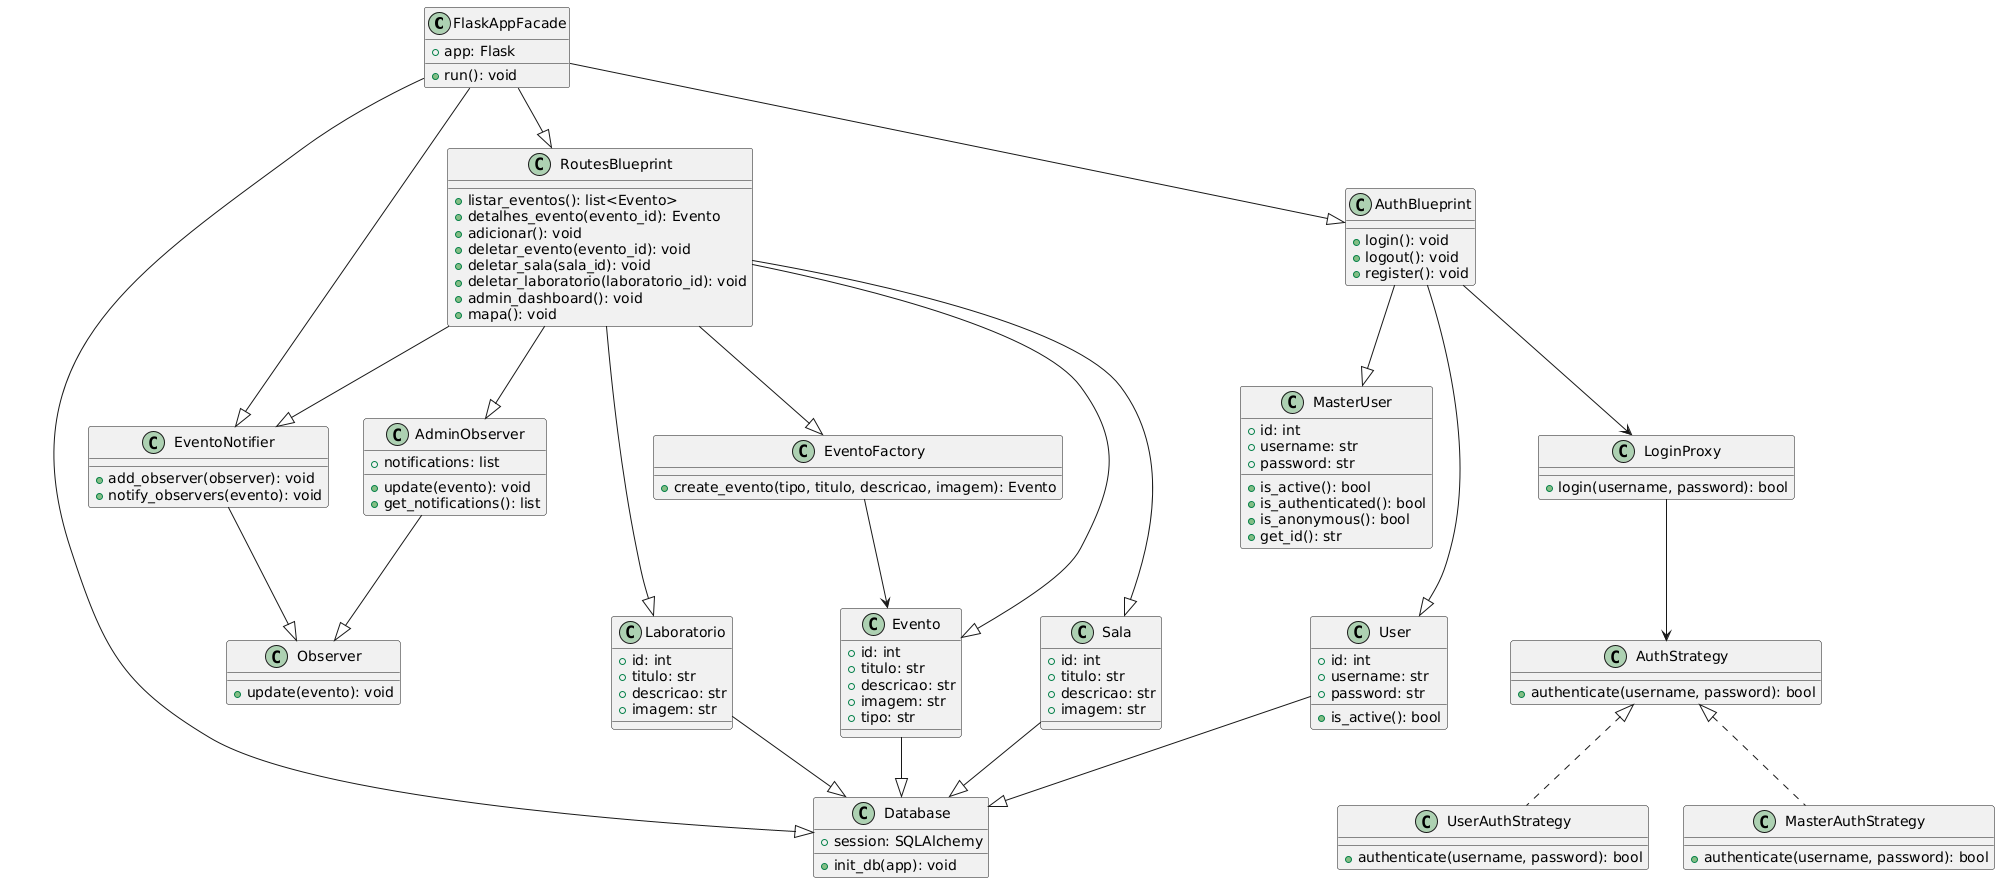 C FlaskAppFacade
app: Flask
run(): void
C RoutesBlueprint
listar_eventos(): list<Evento>
detalhes_evento(evento_id): Evento
adicionar(): void
deletar_evento(evento_id): void
deletar_sala(sala_id): void
deletar_laboratorio(laboratorio_id): void
admin_dashboard(): void
mapa(): void
C AuthBlueprint
login(): void
logout(): void
register(): void
C EventoNotifier
add_observer(observer): void
notify_observers(evento): void
C AdminObserver
notifications: list
update(evento): void
get_notifications(): list
C EventoFactory
create_evento(tipo, titulo, descricao, imagem): Evento
C MasterUser
id: int
username: str
password: str
is_active(): bool
is_authenticated(): bool
is_anonymous(): bool
get_id(): str
C LoginProxy
login(username, password): bool
C Observer
update(evento): void
C Laboratorio
id: int
titulo: str
descricao: str
imagem: str
C Evento
id: int
titulo: str
descricao: str
imagem: str
tipo: str
C Sala
id: int
titulo: str
descricao: str
imagem: str
C User
id: int
username: str
password: str
is_active(): bool
C AuthStrategy
authenticate(username, password): bool
C Database
session: SQLAlchemy
init_db(app): void
C UserAuthStrategy
authenticate(username, password): bool
C MasterAuthStrategy
authenticate(username, password): bool